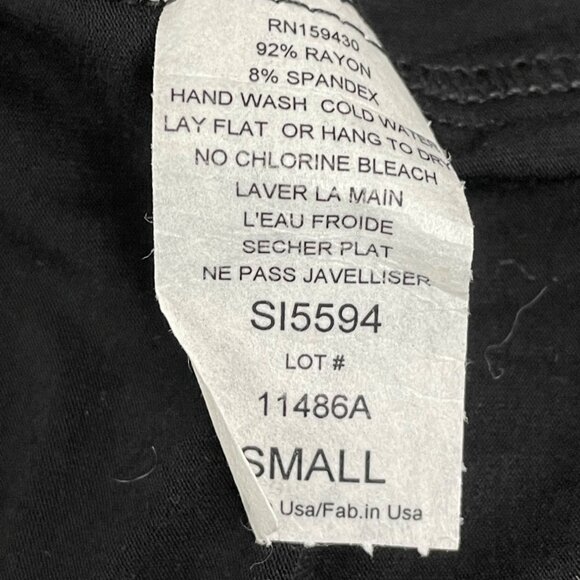 RN159430
92% RAYON
8% SPANDEX
HAND WASH COLD WATER
LAY FLAT OR HANG TO DRY
NO CHLORINE BLEACH
LAVER LA MAIN
L'EAU FROIDE
SECHER PLAT
NE PASS JAVELLISER
SI5594
LOT #
11486A
SMALL
Usa/Fab.in Usa